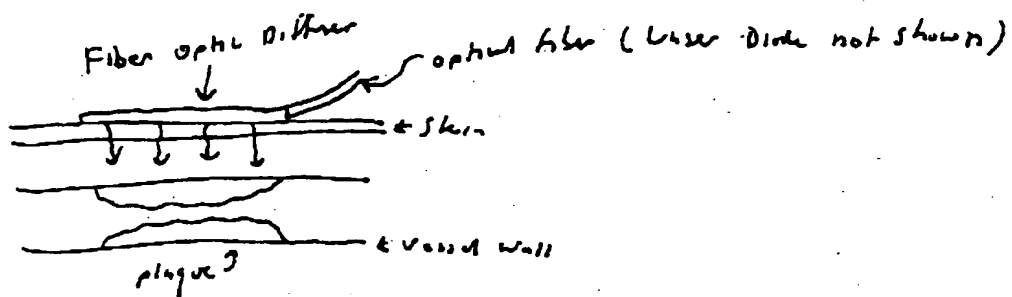 Fiber Optic Diffuser
optical fiber (Laser Diode not shown)
skin
vessel wall
plaque